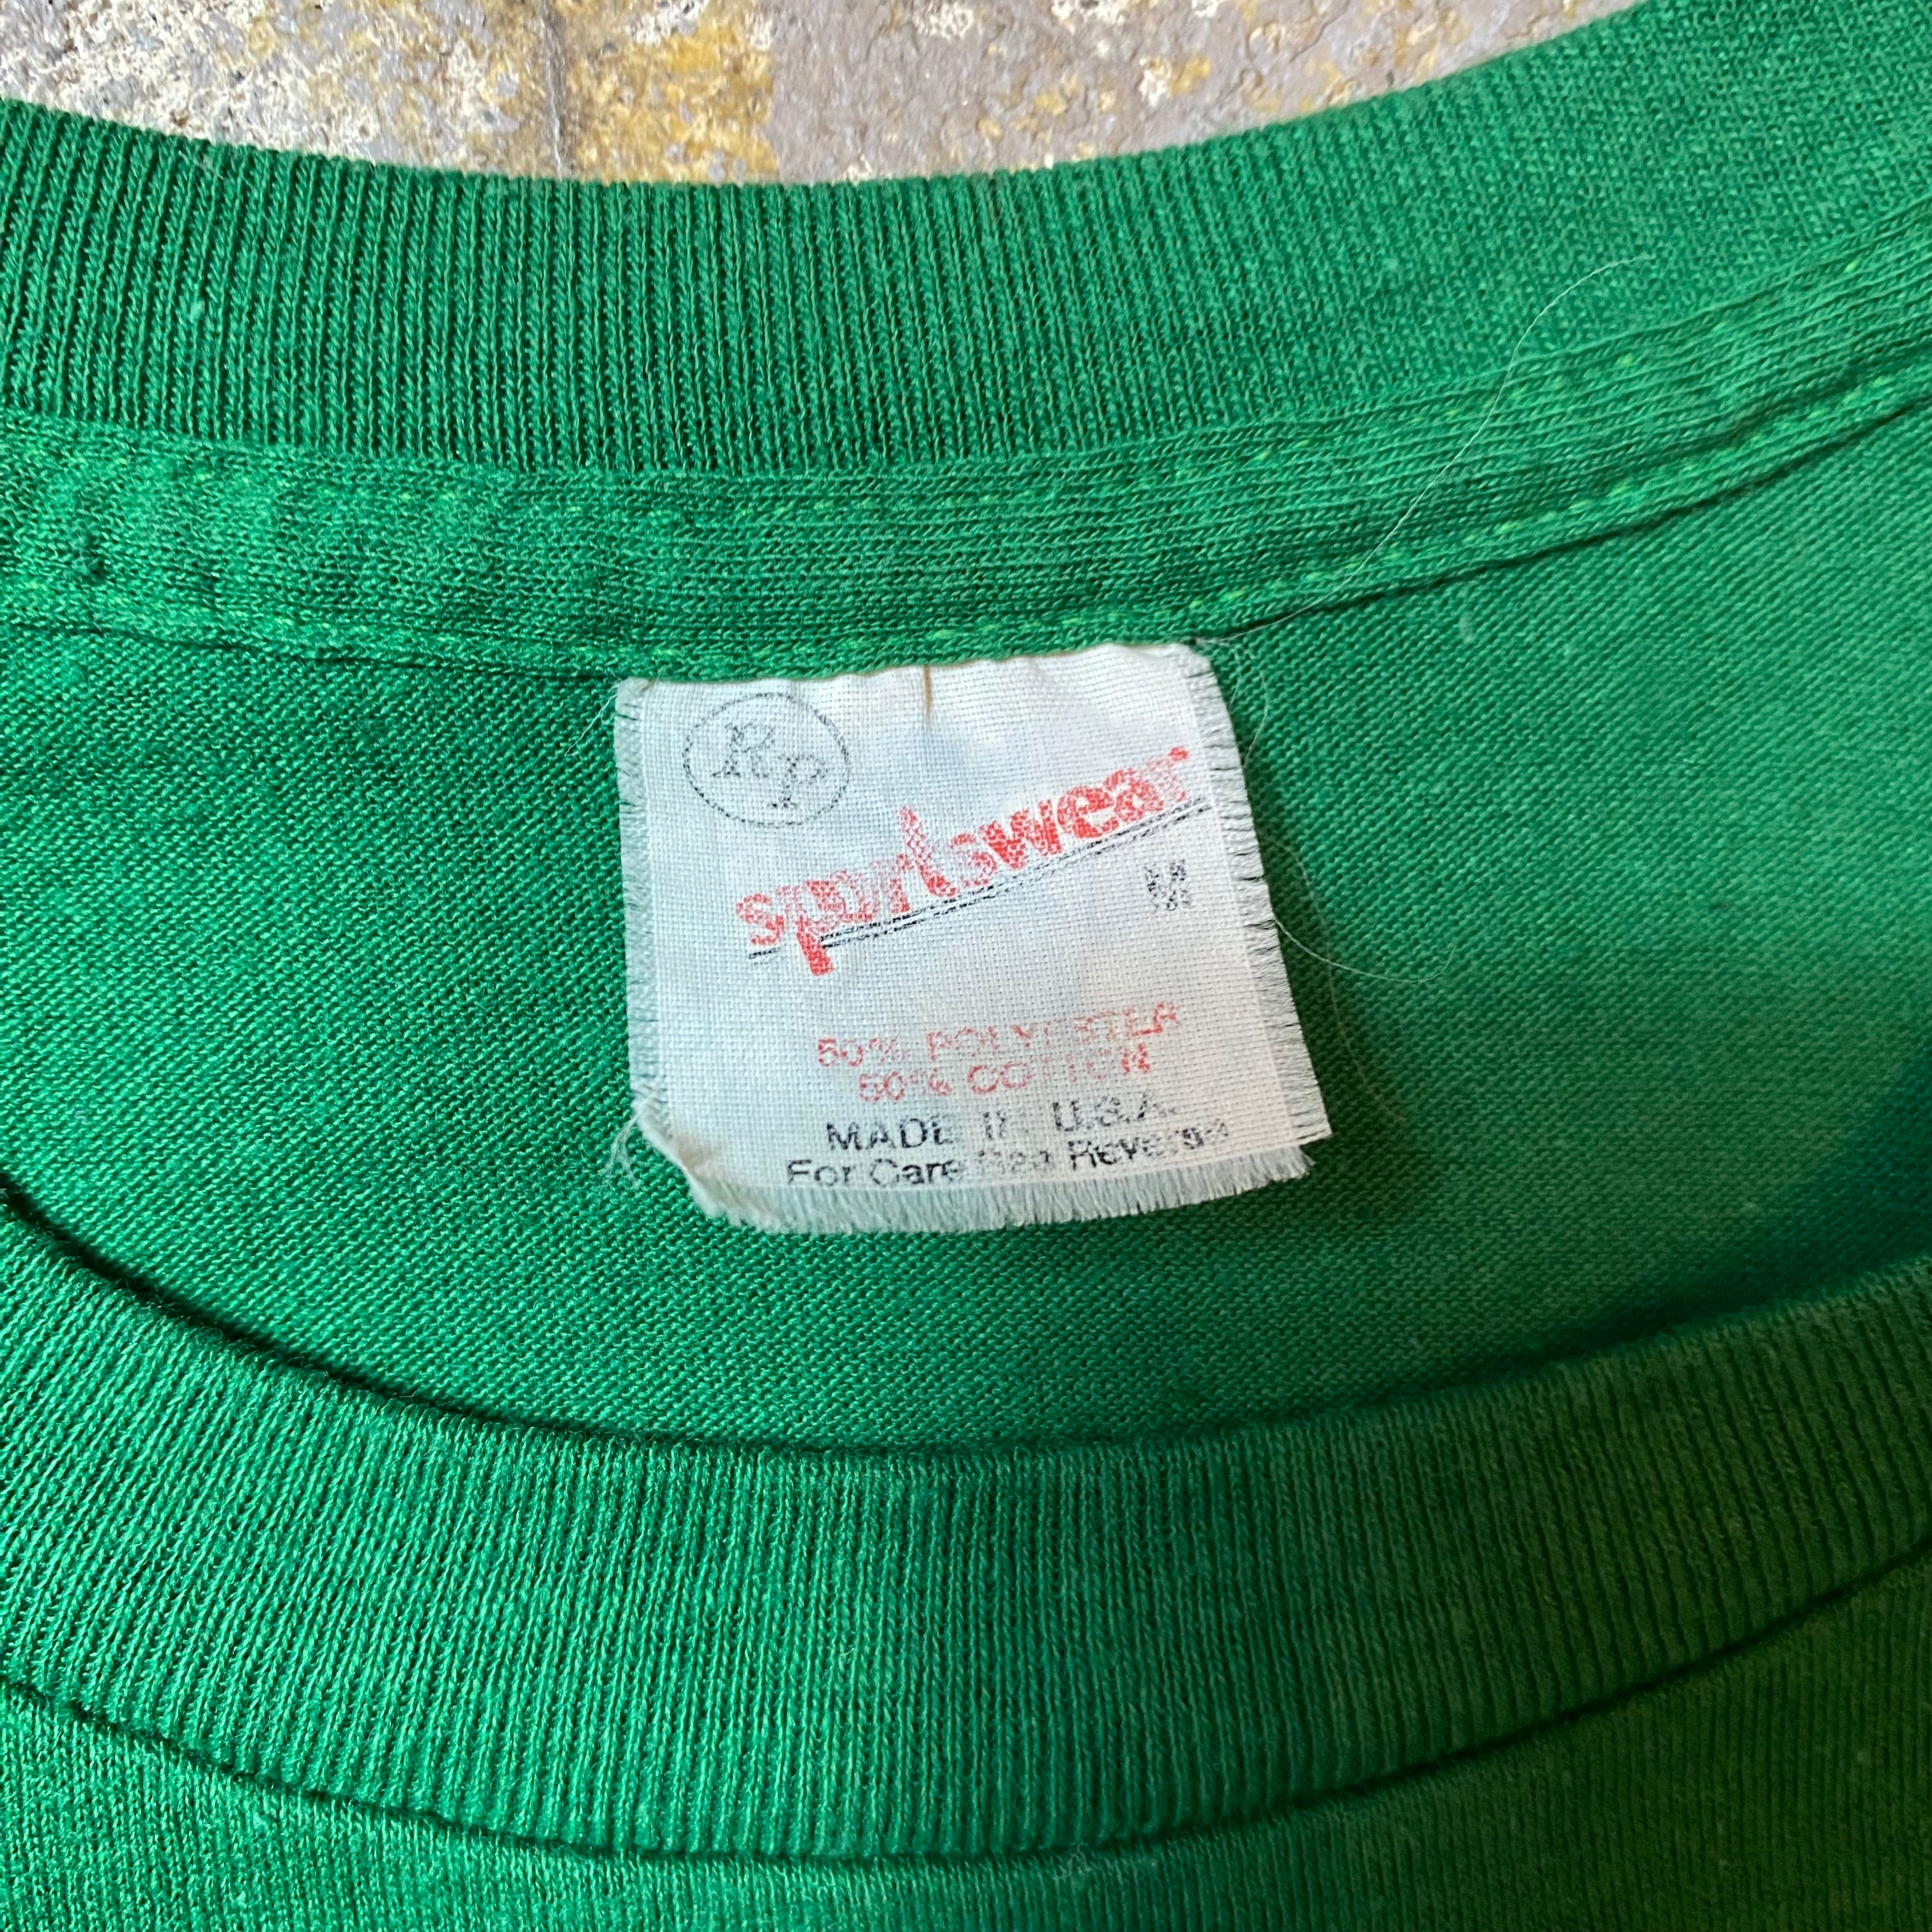 RP
sportswear
M
50% POLYESTER
50% COTTON
MADE IN U.S.A.
For Care See Reverse